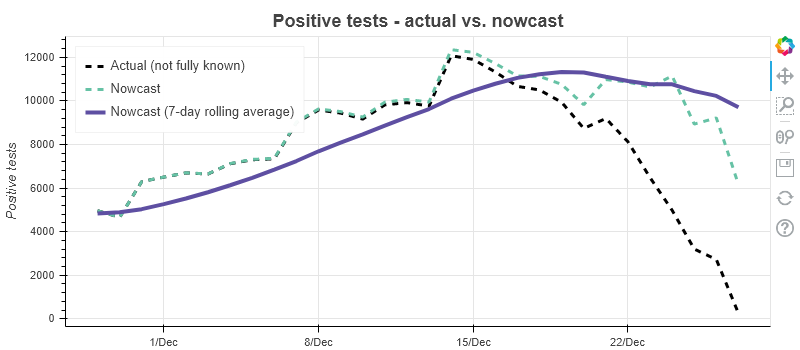 Positive tests - actual vs. nowcast
Actual (not fully known)
Nowcast
Nowcast (7-day rolling average)
Positive tests
12000
10000
8000
6000
4000
2000
0
1/Dec
8/Dec
15/Dec
22/Dec